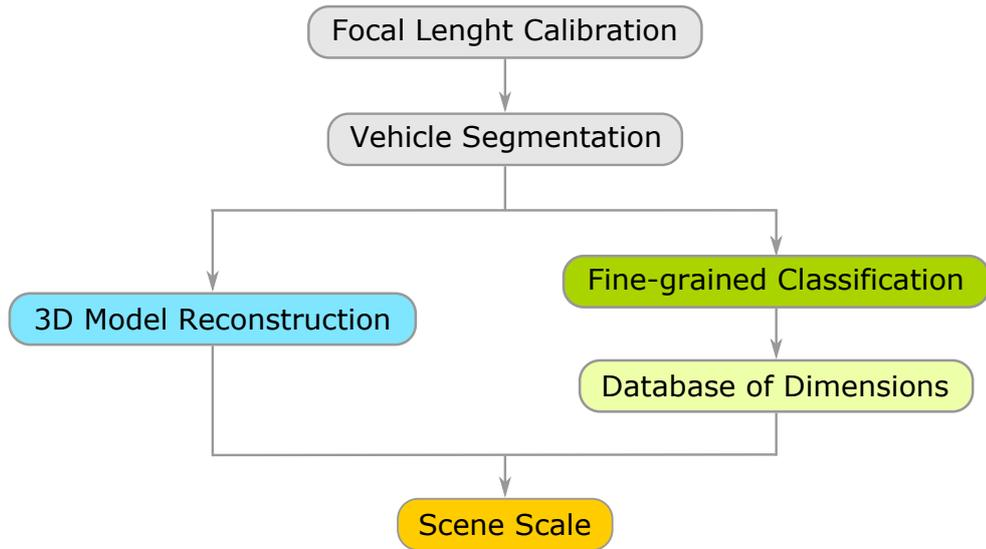 Focal Lenght Calibration
Vehicle Segmentation
Fine-grained Classification
3D Model Reconstruction
Database of Dimensions
Scene Scale